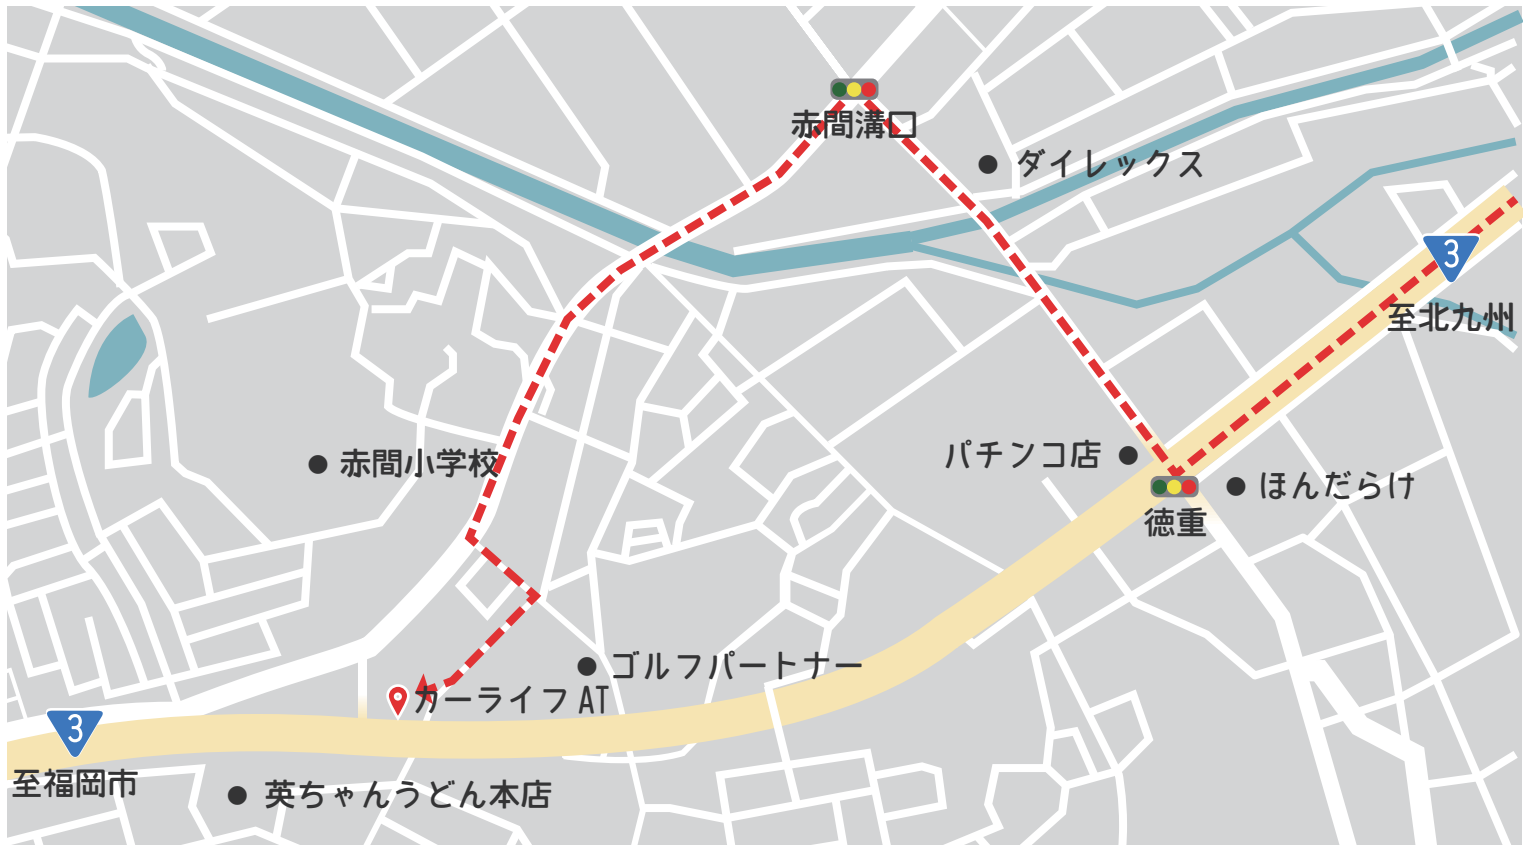 赤間溝口
ダイレックス
3
至北九州
赤間小学校
パチンコ店
ほんだらけ
徳重
ゴルフパートナー
カーライフ AT
3
至福岡市
英ちゃんうどん本店